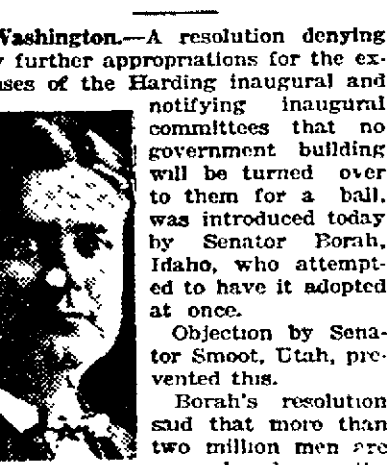 Washington.—A resolution denying
further appropriations for the ex-
of the Harding inaugural and
notifying inaugural
committees that no
government building
will be turned over
to them for a ball,
was introduced today
by Senator Borah,
Idaho, who attempt-
ed to have it adopted
at once.
Objection by Sena-
tor Smoot, Utah, pre-
vented this.
Borah's resolution
said that more than
two million men are